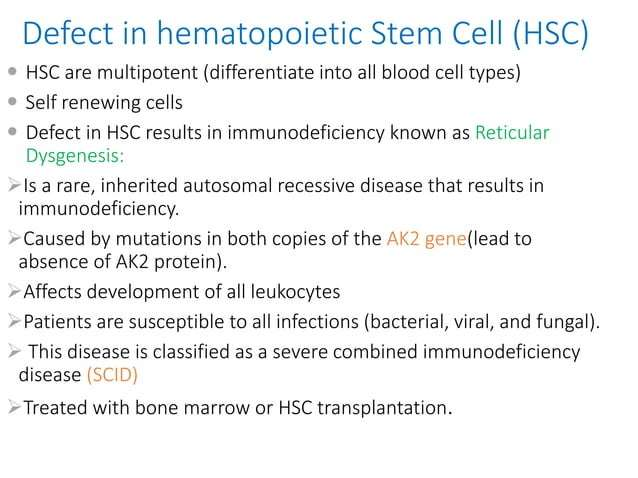 Defect in hematopoietic Stem Cell (HSC)
• HSC are multipotent (differentiate into all blood cell types)
• Self renewing cells
• Defect in HSC results in immunodeficiency known as Reticular
Dysgenesis:
➢Is a rare, inherited autosomal recessive disease that results in
immunodeficiency.
➢Caused by mutations in both copies of the AK2 gene(lead to
absence of AK2 protein).
➢Affects development of all leukocytes
➢Patients are susceptible to all infections (bacterial, viral, and fungal).
➢ This disease is classified as a severe combined immunodeficiency
disease (SCID)
➢Treated with bone marrow or HSC transplantation.